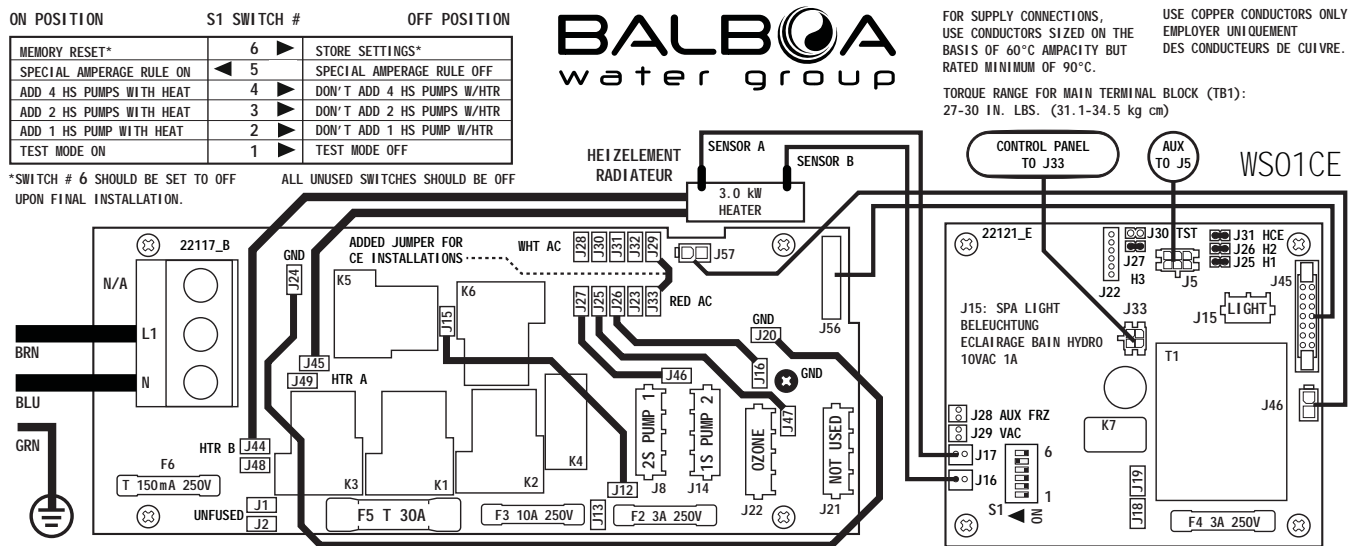 ON POSITION S1 SWITCH # OFF POSITION
MEMORY RESET* 6 ▶ STORE SETTINGS*
SPECIAL AMPERAGE RULE ON ◀ 5 SPECIAL AMPERAGE RULE OFF
ADD 4 HS PUMPS WITH HEAT 4 ▶ DON'T ADD 4 HS PUMPS W/HTR
ADD 2 HS PUMPS WITH HEAT 3 ▶ DON'T ADD 2 HS PUMPS W/HTR
ADD 1 HS PUMP WITH HEAT 2 ▶ DON'T ADD 1 HS PUMP W/HTR
TEST MODE ON 1 ▶ TEST MODE OFF
*SWITCH # 6 SHOULD BE SET TO OFF
UPON FINAL INSTALLATION.
ALL UNUSED SWITCHES SHOULD BE OFF
BALBOA
water group
FOR SUPPLY CONNECTIONS,
USE CONDUCTORS SIZED ON THE
BASIS OF 60°C AMPACITY BUT
RATED MINIMUM OF 90°C.
USE COPPER CONDUCTORS ONLY
EMPLOYER UNIQUEMENT
DES CONDUCTEURS DE CUIVRE.
TORQUE RANGE FOR MAIN TERMINAL BLOCK (TB1):
27-30 IN. LBS. (31.1-34.5 kg cm)
HEIZELEMENT
RADIATEUR
SENSOR A
SENSOR B
3.0 kW
HEATER
CONTROL PANEL
TO J33
AUX
TO J5
WS01CE
22117_B
N/A
L1
N
BRN
BLU
GRN
GND
J24
ADDED JUMPER FOR
CE INSTALLATIONS
WHT AC
J28
J30
J31
J32
J29
J57
K5
K6
J15
J27
J25
J26
J23
J33
RED AC
J56
GND
J20
J45
J49
HTR A
J46
J16
GND
J47
HTR B
J44
J48
F6
T 150mA 250V
UNFUSED
J1
J2
K3
K1
K2
K4
F5 T 30A
F3 10A 250V
J12
J13
2S PUMP 1
J8
1S PUMP 2
J14
F2 3A 250V
OZONE
J22
NOT USED
J21
22121_E
J30 TST
J27
H3
J22
J5
J31 HCE
J26 H2
J25 H1
J45
J33
J15
LIGHT
J15: SPA LIGHT
BELEUCHTUNG
ECLAIRAGE BAIN HYDRO
10VAC 1A
T1
J46
K7
J28 AUX FRZ
J29 VAC
J17
J16
6
1
S1
ON
J19
J18
F4 3A 250V